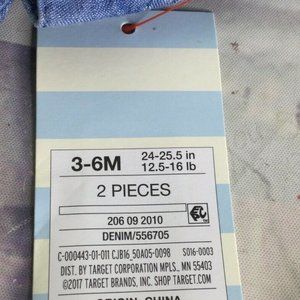 3-6M
24-25.5 in
12.5-16 lb
2 PIECES
206 09 2010
DENIM/556705
C-000443-01-011 CJB16_50A05-0098 S016-0003
DIST. BY TARGET CORPORATION MPLS., MN 55403
©2017 TARGET BRANDS, INC. SHOP TARGET.COM
ORIGIN: CHINA